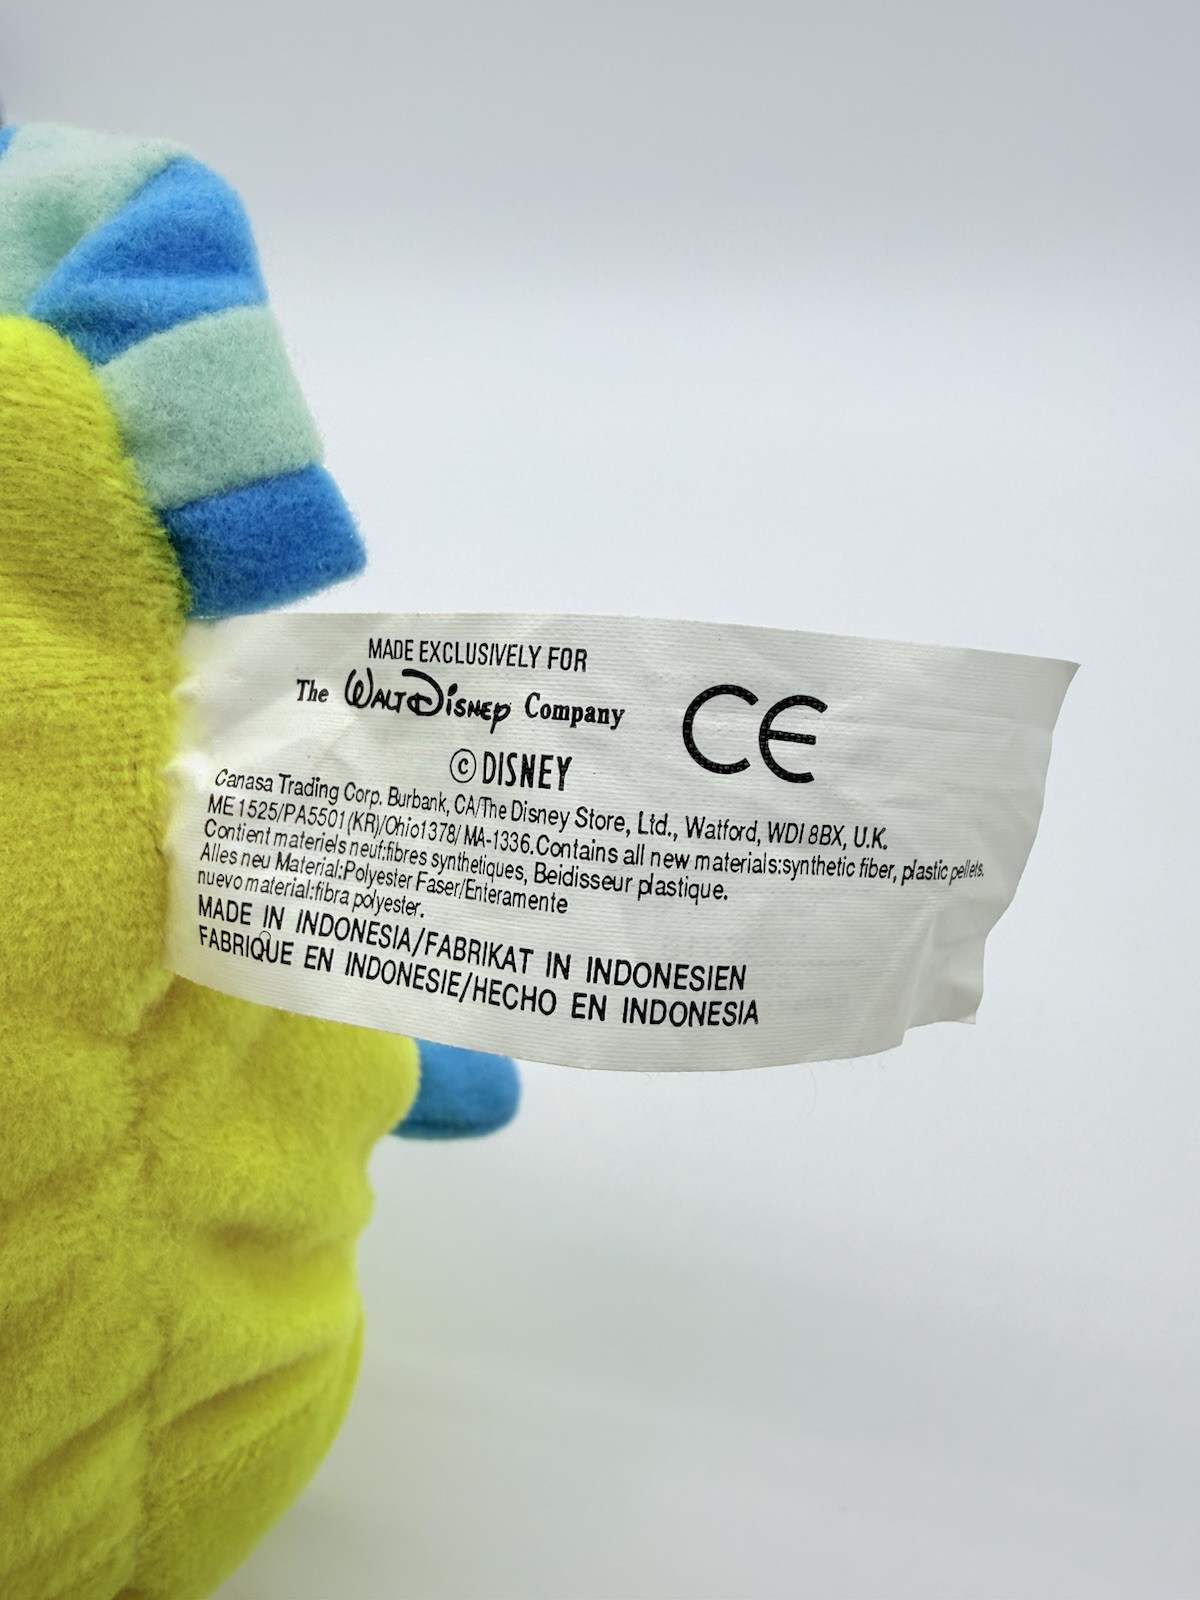 MADE EXCLUSIVELY FOR
The WALT DISNEY Company
CE
© DISNEY
Canasa Trading Corp. Burbank, CA/The Disney Store, Ltd., Watford, WDI 8BX, U.K.
ME1525/PA5501(KR)/Ohio1378/MA-1336.Contains all new materials:synthetic fiber, plastic pellets.
Contient materiels neuf:fibres synthetiques, Beidisseur plastique.
Alles neu Material:Polyester Faser/Enteramente
nuevo material:fibra polyester.
MADE IN INDONESIA/FABRIKAT IN INDONESIEN
FABRIQUE EN INDONESIE/HECHO EN INDONESIA